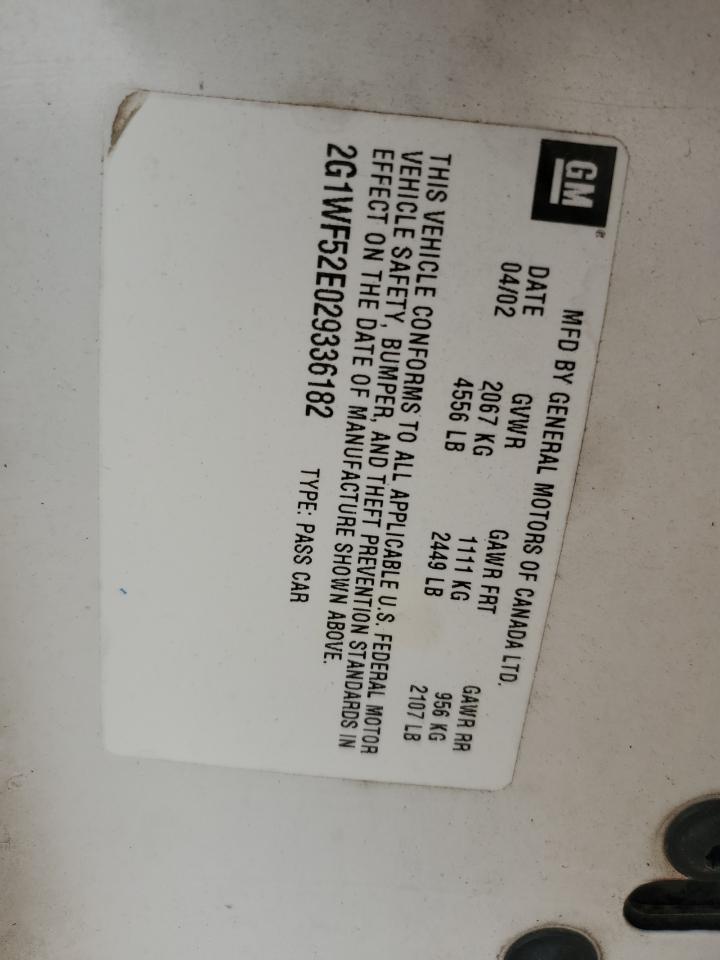 GM
MFD BY GENERAL MOTORS OF CANADA LTD.
DATE GVWR GAWR FRT GAWR RR
04/02 2067 KG 1111 KG 956 KG
4556 LB 2449 LB 2107 LB
THIS VEHICLE CONFORMS TO ALL APPLICABLE U.S. FEDERAL MOTOR
VEHICLE SAFETY, BUMPER, AND THEFT PREVENTION STANDARDS IN
EFFECT ON THE DATE OF MANUFACTURE SHOWN ABOVE.
2G1WF52E029336182 TYPE: PASS CAR